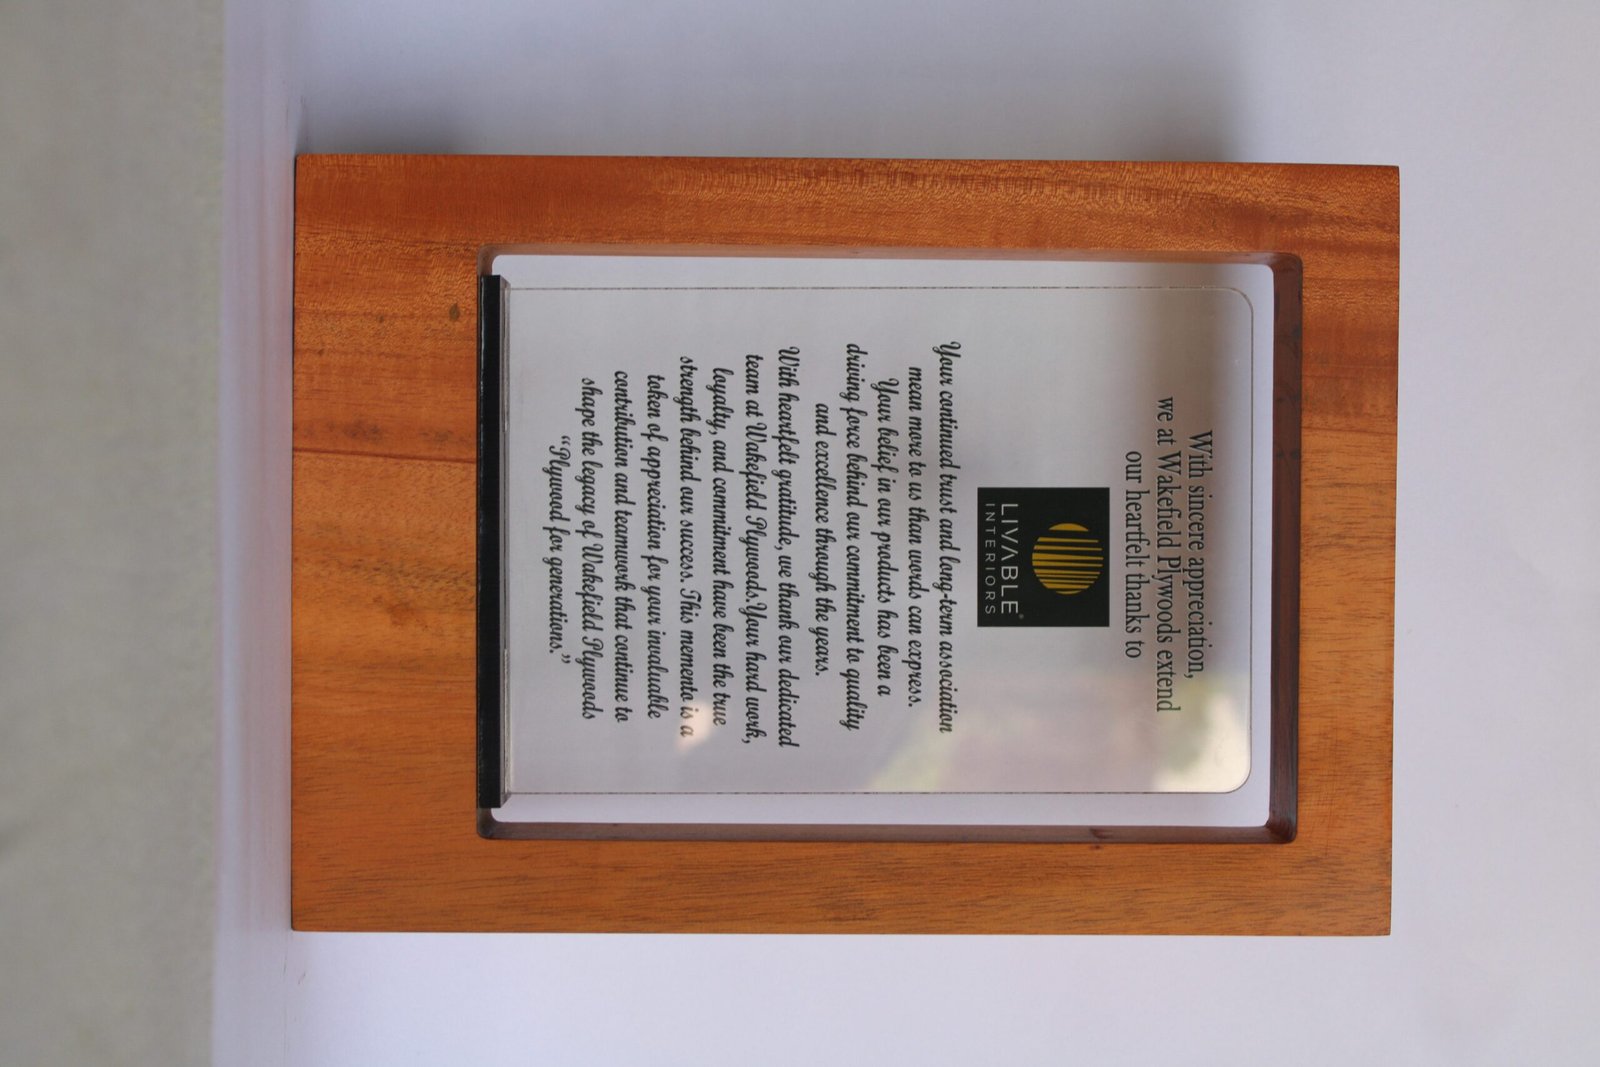 With sincere appreciation,
we at Wakefield Plywoods extend
our heartfelt thanks to
LIVABLE®
INTERIORS
Your continued trust and long-term association
mean more to us than words can express.
Your belief in our products has been a
driving force behind our commitment to quality
and excellence through the years.
With heartfelt gratitude, we thank our dedicated
team at Wakefield Plywoods.Your hard work,
loyalty, and commitment have been the true
strength behind our success. This memento is a
token of appreciation for your invaluable
contribution and teamwork that continue to
shape the legacy of Wakefield Plywoods
“Plywood for generations.”